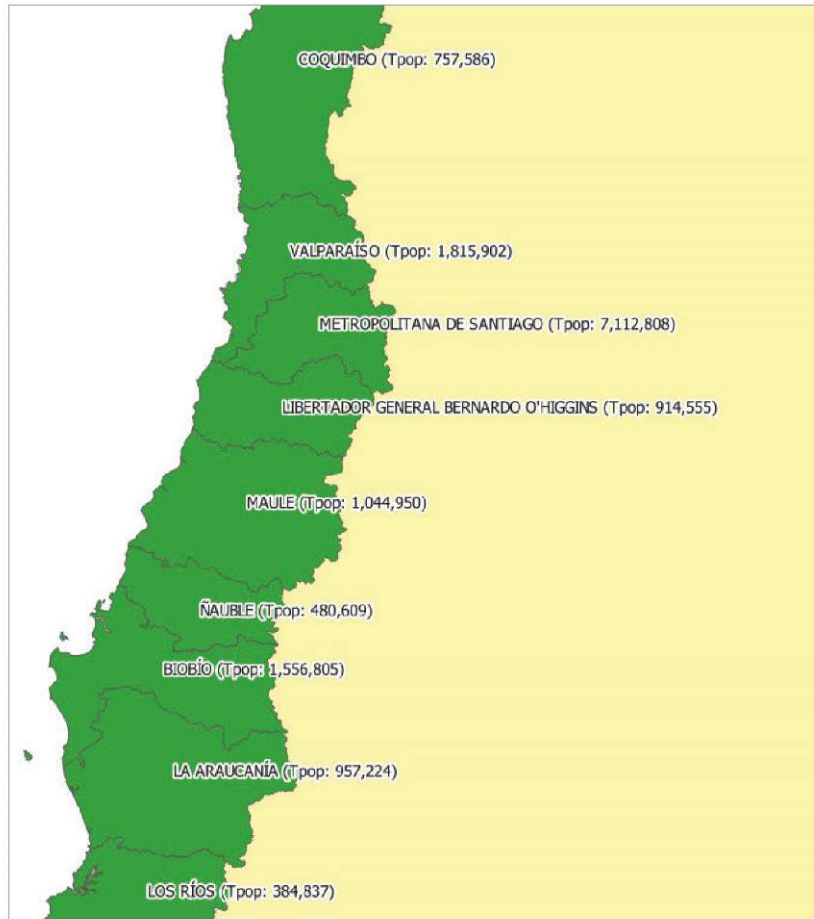 COQUIMBO (Tpop: 757,586)
VALPARAÍSO (Tpop: 1,815,902)
METROPOLITANA DE SANTIAGO (Tpop: 7,112,808)
LIBERTADOR GENERAL BERNARDO O'HIGGINS (Tpop: 914,555)
MAULE (Tpop: 1,044,950)
ÑAUBLE (Tpop: 480,609)
BIOBÍO (Tpop: 1,556,805)
LA ARAUCANÍA (Tpop: 957,224)
LOS RÍOS (Tpop: 384,837)